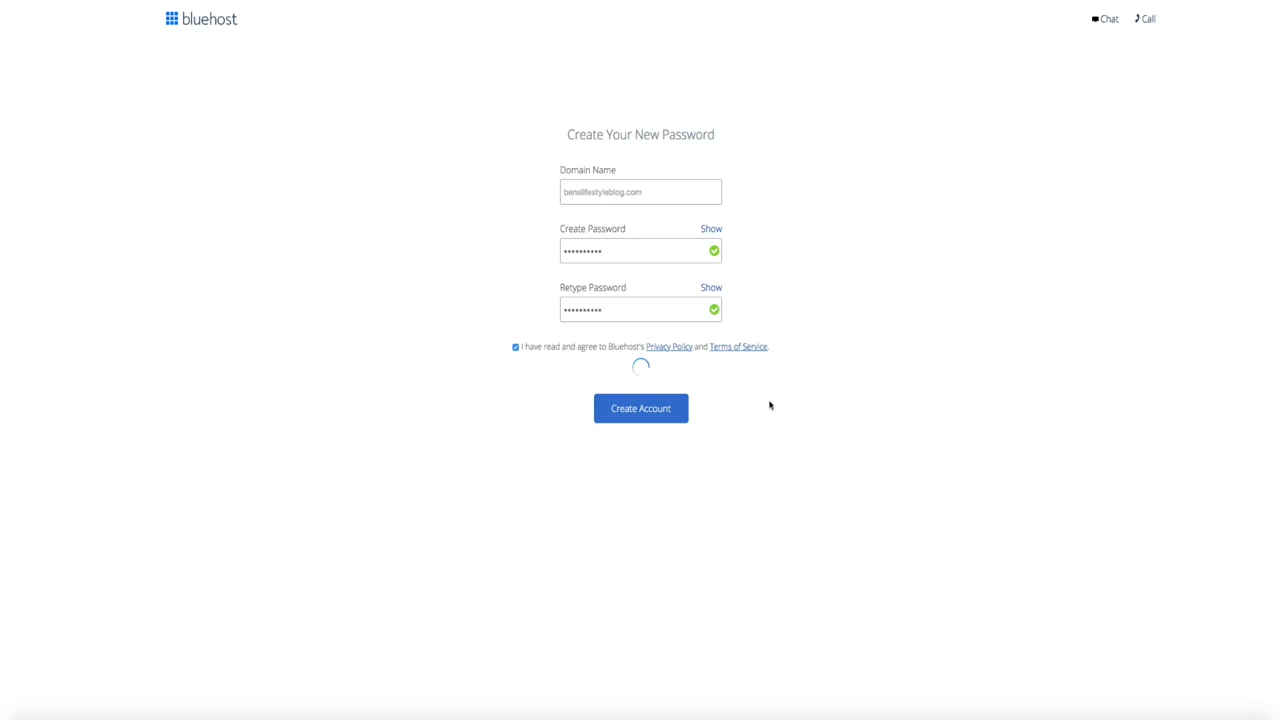 bluehost
Chat Call
Create Your New Password
Domain Name
benslifestyleblog.com
Create Password Show
••••••••••
Retype Password Show
••••••••••
I have read and agree to Bluehost's Privacy Policy and Terms of Service.
Create Account